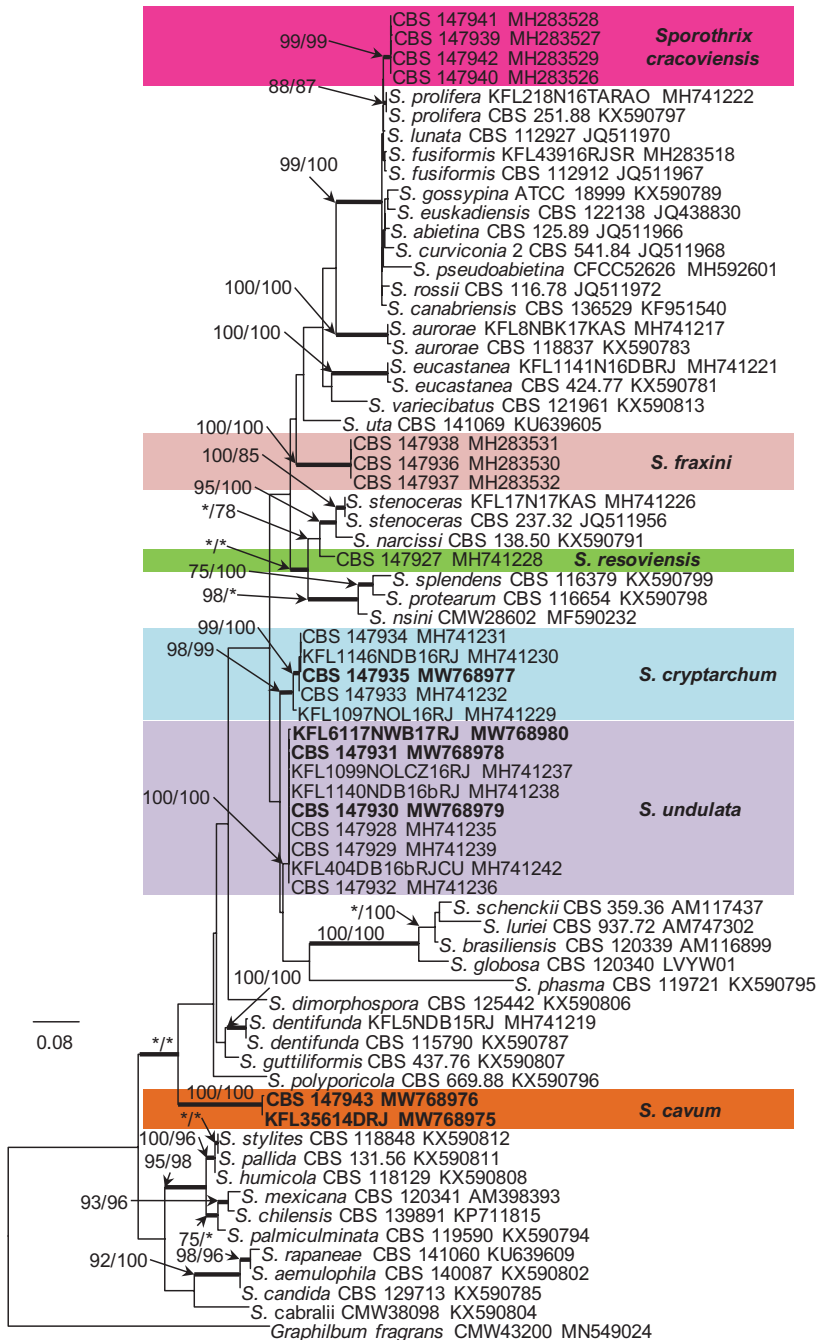 CBS 147941 MH283528
99/99
CBS 147939 MH283527
Sporothrix
CBS 147942 MH283529
cracoviensis
CBS 147940 MH283526
88/87
S. prolifera KFL218N16TARAO MH741222
S. prolifera CBS 251.88 KX590797
S. lunata CBS 112927 JQ511970
S. fusiformis KFL43916RJSR MH283518
99/100
S. fusiformis CBS 112912 JQ511967
S. gossypina ATCC 18999 KX590789
S. euskadiensis CBS 122138 JQ438830
S. abietina CBS 125.89 JQ511966
S. curviconia 2 CBS 541.84 JQ511968
S. pseudoabietina CFCC52626 MH592601
100/100
S. rossii CBS 116.78 JQ511972
S. canabriensis CBS 136529 KF951540
100/100
S. aurorae KFL8NBK17KAS MH741217
S. aurorae CBS 118837 KX590783
S. eucastanea KFL1141N16DBRJ MH741221
S. eucastanea CBS 424.77 KX590781
S. variecibatus CBS 121961 KX590813
S. uta CBS 141069 KU639605
100/100
CBS 147938 MH283531
100/85
CBS 147936 MH283530
S. fraxini
CBS 147937 MH283532
95/100
S. stenoceras KFL17N17KAS MH741226
*/78
S. stenoceras CBS 237.32 JQ511956
S. narcissi CBS 138.50 KX590791
*/*
CBS 147927 MH741228
S. resoviensis
75/100
S. splendens CBS 116379 KX590799
98/*
S. protearum CBS 116654 KX590798
S. nsini CMW28602 MF590232
99/100
CBS 147934 MH741231
98/99
KFL1146NDB16RJ MH741230
CBS 147935 MW768977
S. cryptarchum
CBS 147933 MH741232
KFL1097NOL16RJ MH741229
KFL6117NWB17RJ MW768980
CBS 147931 MW768978
KFL1099NOLCZ16RJ MH741237
100/100
KFL1140NDB16bRJ MH741238
CBS 147930 MW768979
S. undulata
CBS 147928 MH741235
CBS 147929 MH741239
KFL404DB16bRJCU MH741242
CBS 147932 MH741236
*/100
S. schenckii CBS 359.36 AM117437
S. luriei CBS 937.72 AM747302
100/100
S. brasiliensis CBS 120339 AM116899
S. globosa CBS 120340 LVYW01
100/100
S. phasma CBS 119721 KX590795
S. dimorphospora CBS 125442 KX590806
S. dentifunda KFL5NDB15RJ MH741219
0.08
*/*
S. dentifunda CBS 115790 KX590787
S. guttiliformis CBS 437.76 KX590807
S. polyporicola CBS 669.88 KX590796
100/100
CBS 147943 MW768976
S. cavum
KFL35614DRJ MW768975
*/*
100/96
S. stylites CBS 118848 KX590812
95/98
S. pallida CBS 131.56 KX590811
S. humicola CBS 118129 KX590808
93/96
S. mexicana CBS 120341 AM398393
S. chilensis CBS 139891 KP711815
75/*
S. palmiculminata CBS 119590 KX590794
92/100
98/96
S. rapaneae CBS 141060 KU639609
S. aemulophila CBS 140087 KX590802
S. candida CBS 129713 KX590785
S. cabralii CMW38098 KX590804
Graphilbum fragrans CMW43200 MN549024